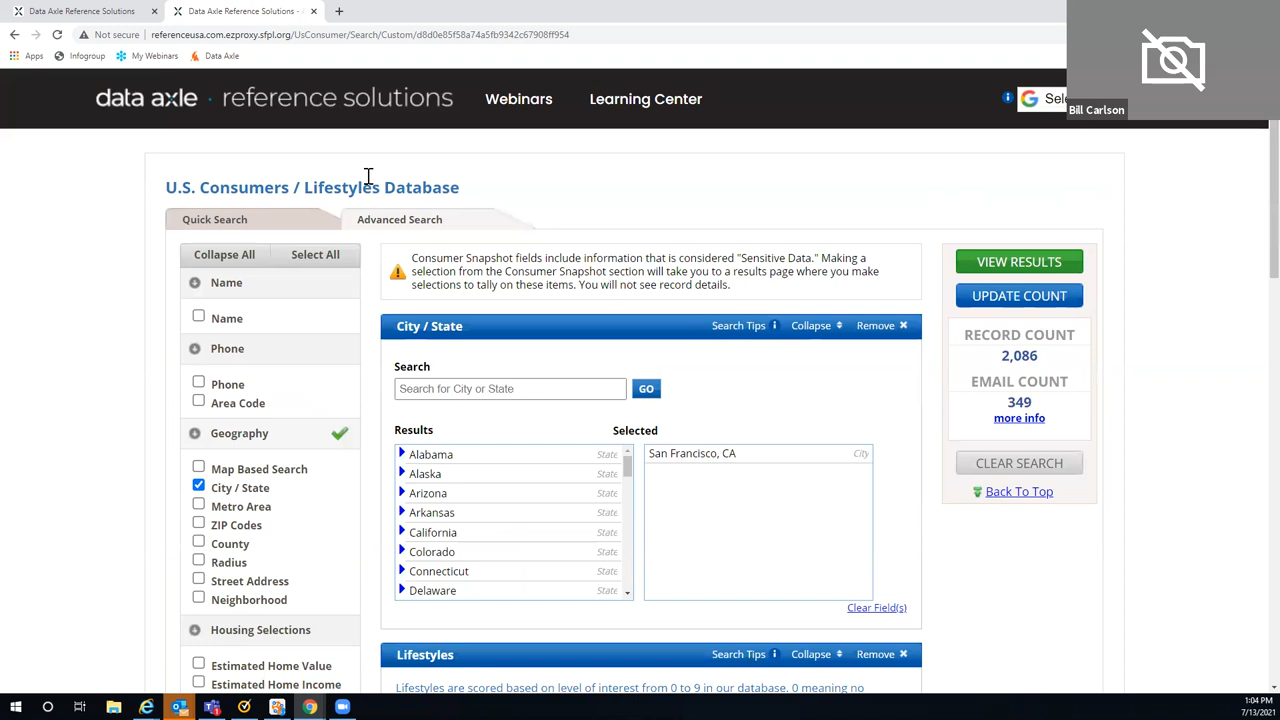 Data Axle Reference Solutions
Data Axle Reference Solutions -
Not secure
referenceusa.com.ezproxy.sfpl.org/UsConsumer/Search/Custom/d8d0e85f58a74a5fb9342c67908ff954
Apps
Infogroup
My Webinars
Data Axle
data axle · reference solutions
Webinars
Learning Center
Bill Carlson
U.S. Consumers / Lifestyles Database
Quick Search
Advanced Search
Collapse All
Select All
Name
Name
Phone
Phone
Area Code
Geography
Map Based Search
City / State
Metro Area
ZIP Codes
County
Radius
Street Address
Neighborhood
Housing Selections
Estimated Home Value
Estimated Home Income
Consumer Snapshot fields include information that is considered "Sensitive Data." Making a
selection from the Consumer Snapshot section will take you to a results page where you make
selections to tally on these items. You will not see record details.
City / State
Search Tips
Collapse
Remove
Search
Search for City or State
GO
Results
Selected
Alabama State
Alaska State
Arizona State
Arkansas State
California State
Colorado State
Connecticut State
Delaware State
San Francisco, CA City
Clear Field(s)
Lifestyles
Search Tips
Collapse
Remove
Lifestyles are scored based on level of interest from 0 to 9 in our database. 0 meaning no
VIEW RESULTS
UPDATE COUNT
RECORD COUNT
2,086
EMAIL COUNT
349
more info
CLEAR SEARCH
Back To Top
1:04 PM
7/13/2021